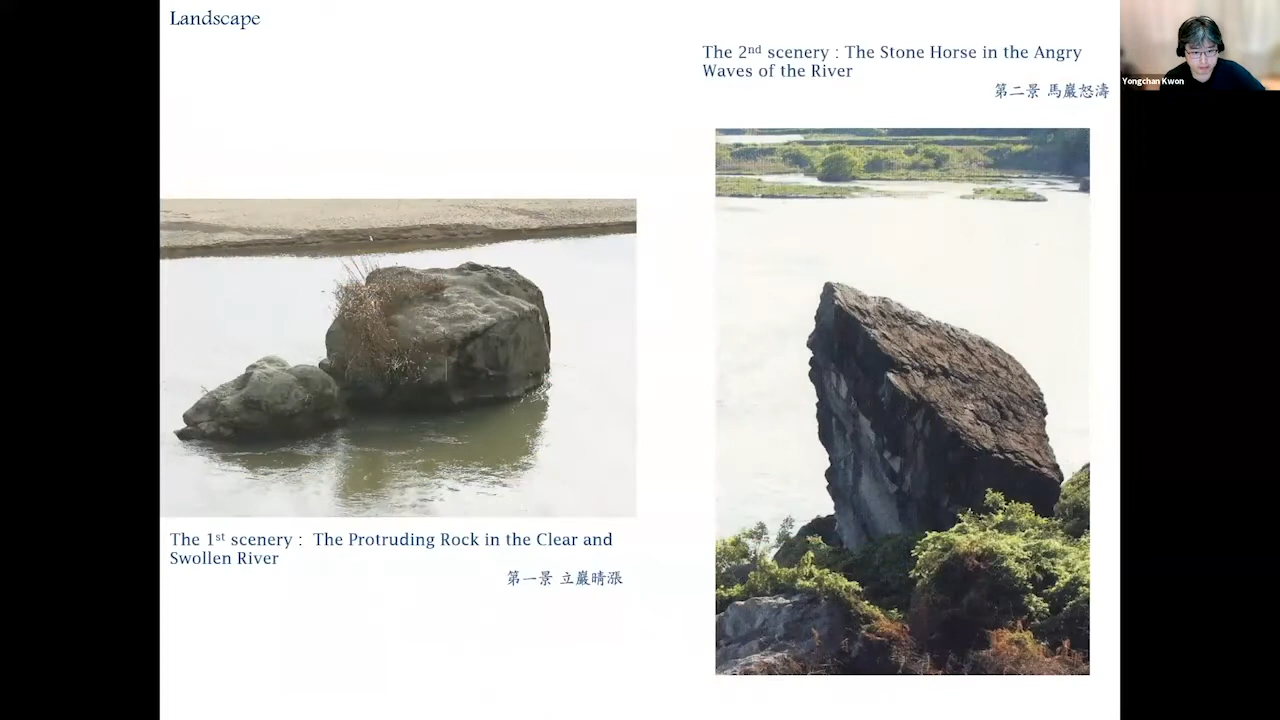 Landscape
The 2nd scenery : The Stone Horse in the Angry
Waves of the River
第二景 馬巖怒濤
Yongchan Kwon
The 1st scenery : The Protruding Rock in the Clear and
Swollen River
第一景 立巖晴漲